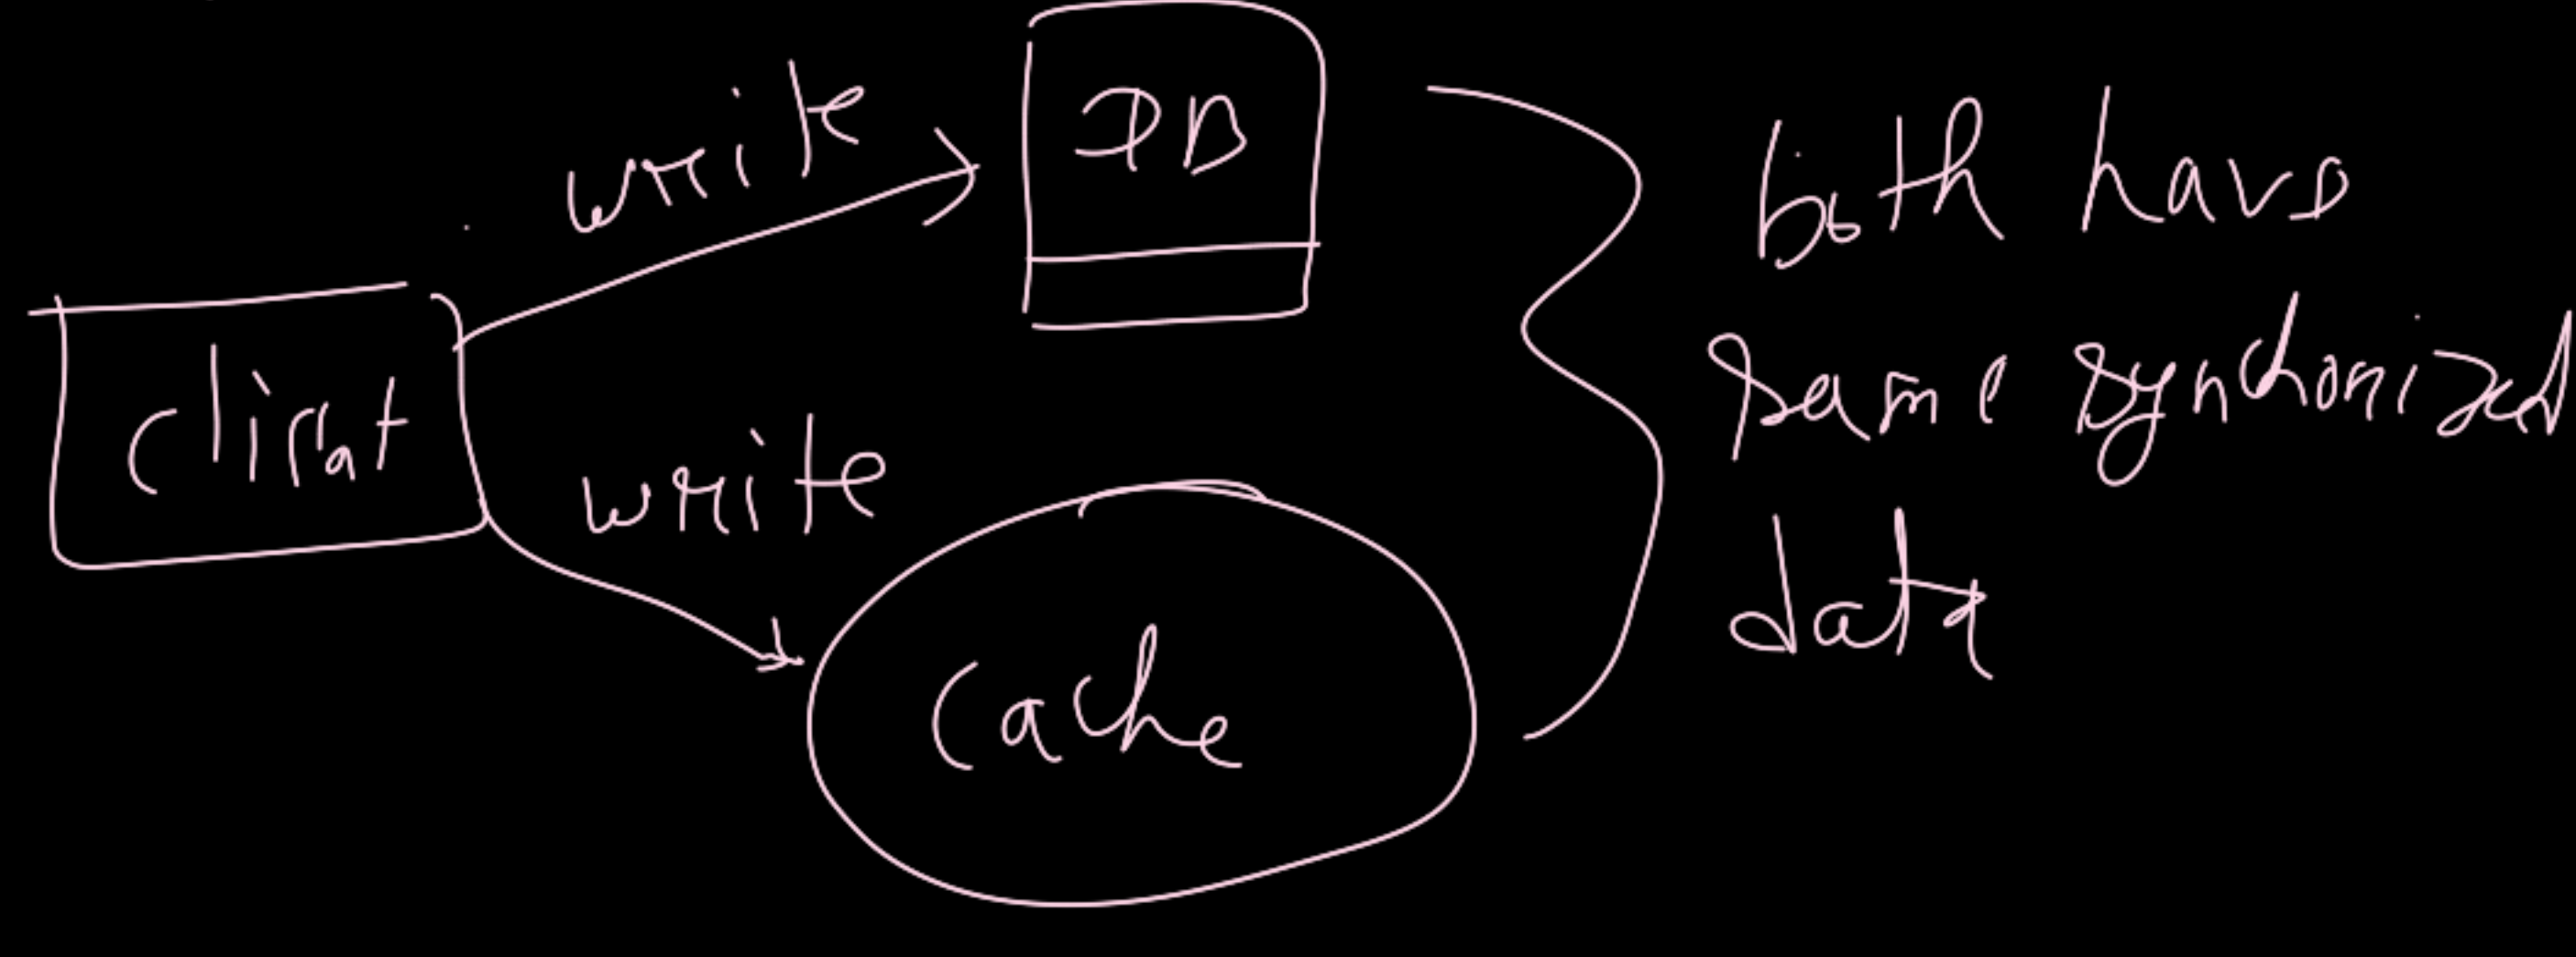 write
DB
client
write
cache
both have
same synchonized
data